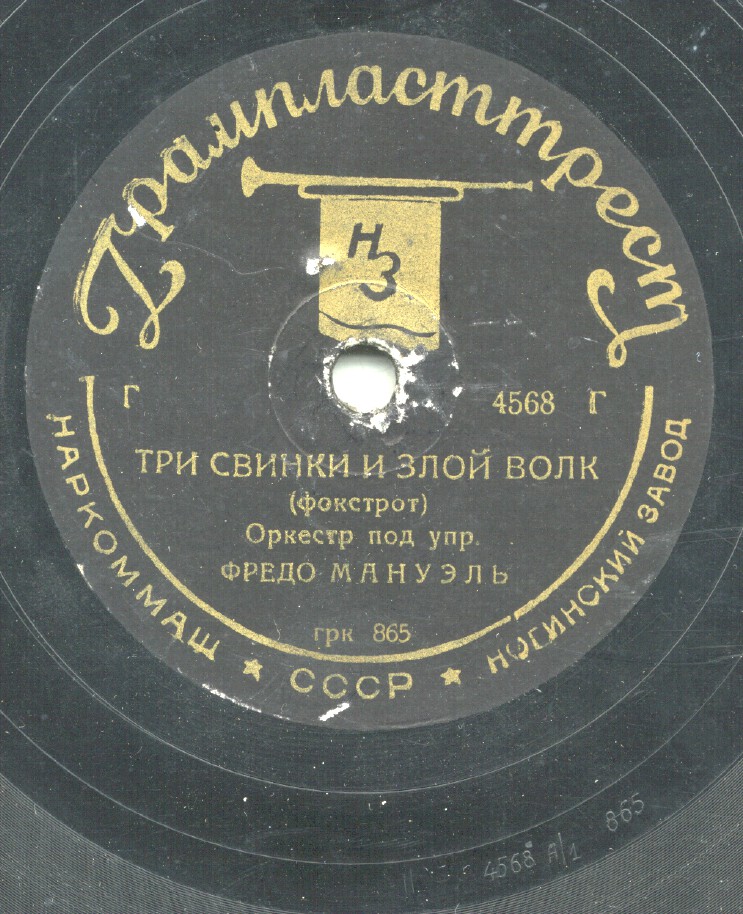 Грампласттрест
НЗ
Г 4568 Г
ТРИ СВИНКИ И ЗЛОЙ ВОЛК
(фокстрот)
Оркестр под упр.
ФРЕДО МАНУЭЛЬ
грк 865
НАРКОММАШ ★ СССР ★ НОГИНСКИЙ ЗАВОД
4568 А/1 865